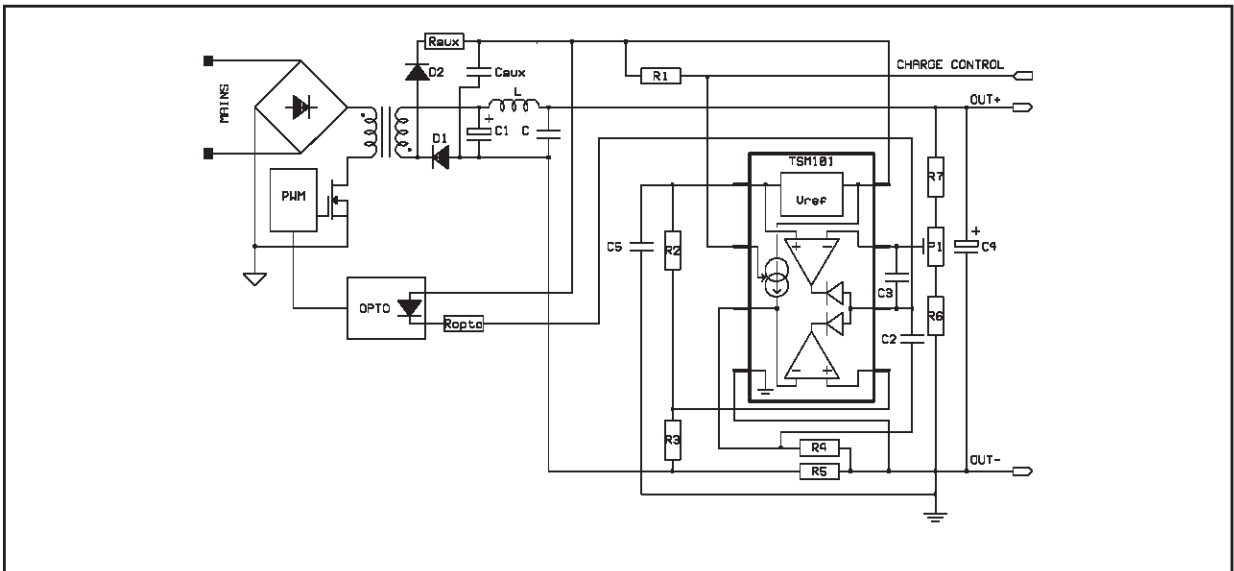 Raux
D2
Caux
R1
CHARGE CONTROL
L
OUT+
MAINS
C1
C
D1
TSM101
PWM
Vref
R7
C5
R2
+
-
P1
+
C4
C3
OPTO
Ropto
R6
C2
-
+
R3
R4
R5
OUT-